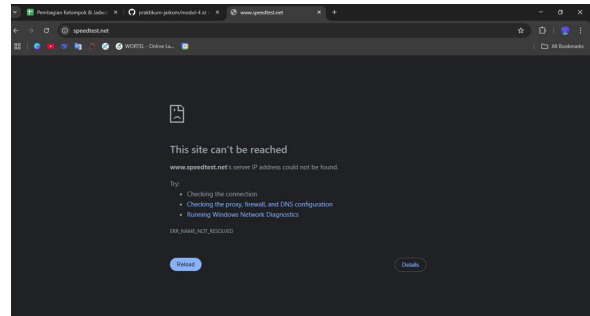 Pembagian Kelompok & Jadwa
praktikum-jarkom/modul-4 at
www.speedtest.net
speedtest.net
WORTEL - Online La...
All Bookmarks
This site can't be reached
www.speedtest.net's server IP address could not be found.
Try:
Checking the connection
Checking the proxy, firewall, and DNS configuration
Running Windows Network Diagnostics
ERR_NAME_NOT_RESOLVED
Reload
Details